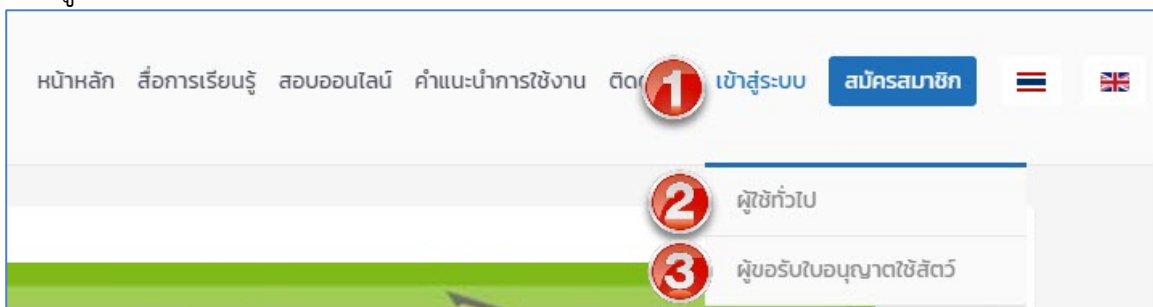 หน้าหลัก สื่อการเรียนรู้ สอบออนไลน์ คำแนะนำการใช้งาน 1 เข้าสู่ระบบ สมัครสมาชิก
2 ผู้ใช้ทั่วไป
3 ผู้ขอรับใบอนุญาตใช้สัตว์